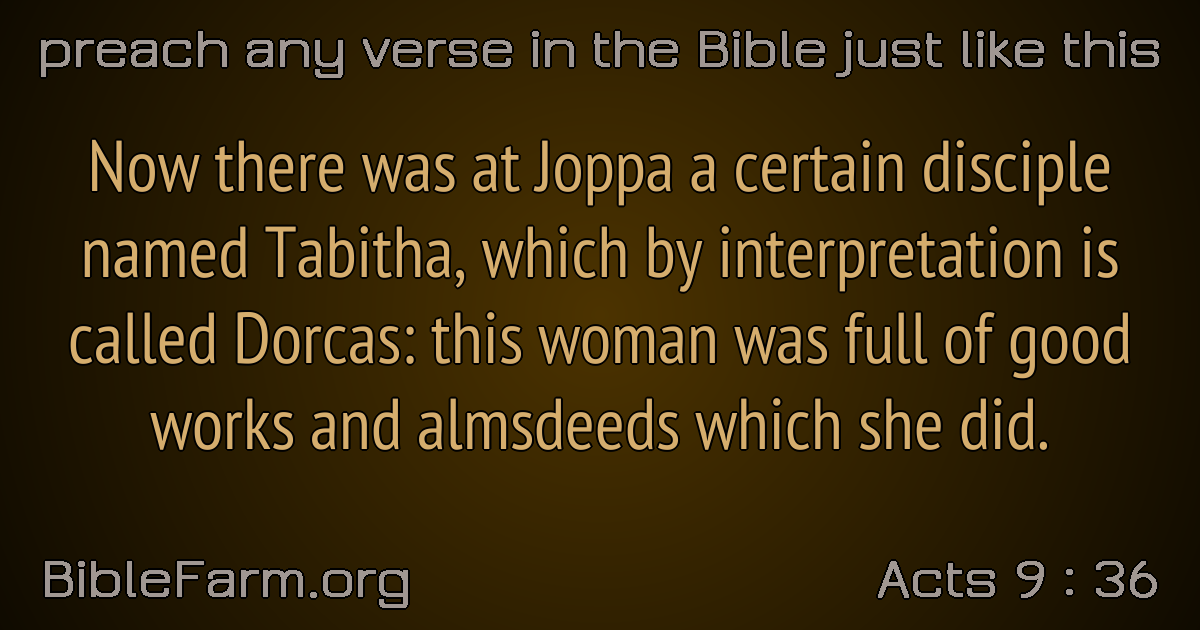 preach any verse in the Bible just like this
Now there was at Joppa a certain disciple
named Tabitha, which by interpretation is
called Dorcas: this woman was full of good
works and almsdeeds which she did.
BibleFarm.org
Acts 9 : 36